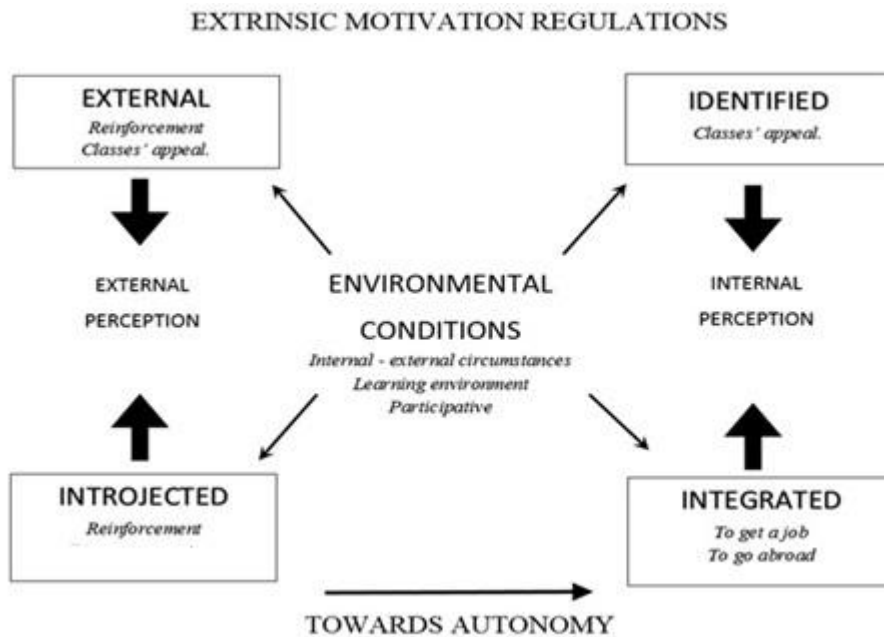 EXTRINSIC MOTIVATION REGULATIONS
EXTERNAL
Reinforcement
Classes' appeal.
IDENTIFIED
Classes' appeal.
EXTERNAL
PERCEPTION
ENVIRONMENTAL
CONDITIONS
Internal - external circumstances
Learning environment
Participative
INTERNAL
PERCEPTION
INTROJECTED
Reinforcement
INTEGRATED
To get a job
To go abroad
TOWARDS AUTONOMY